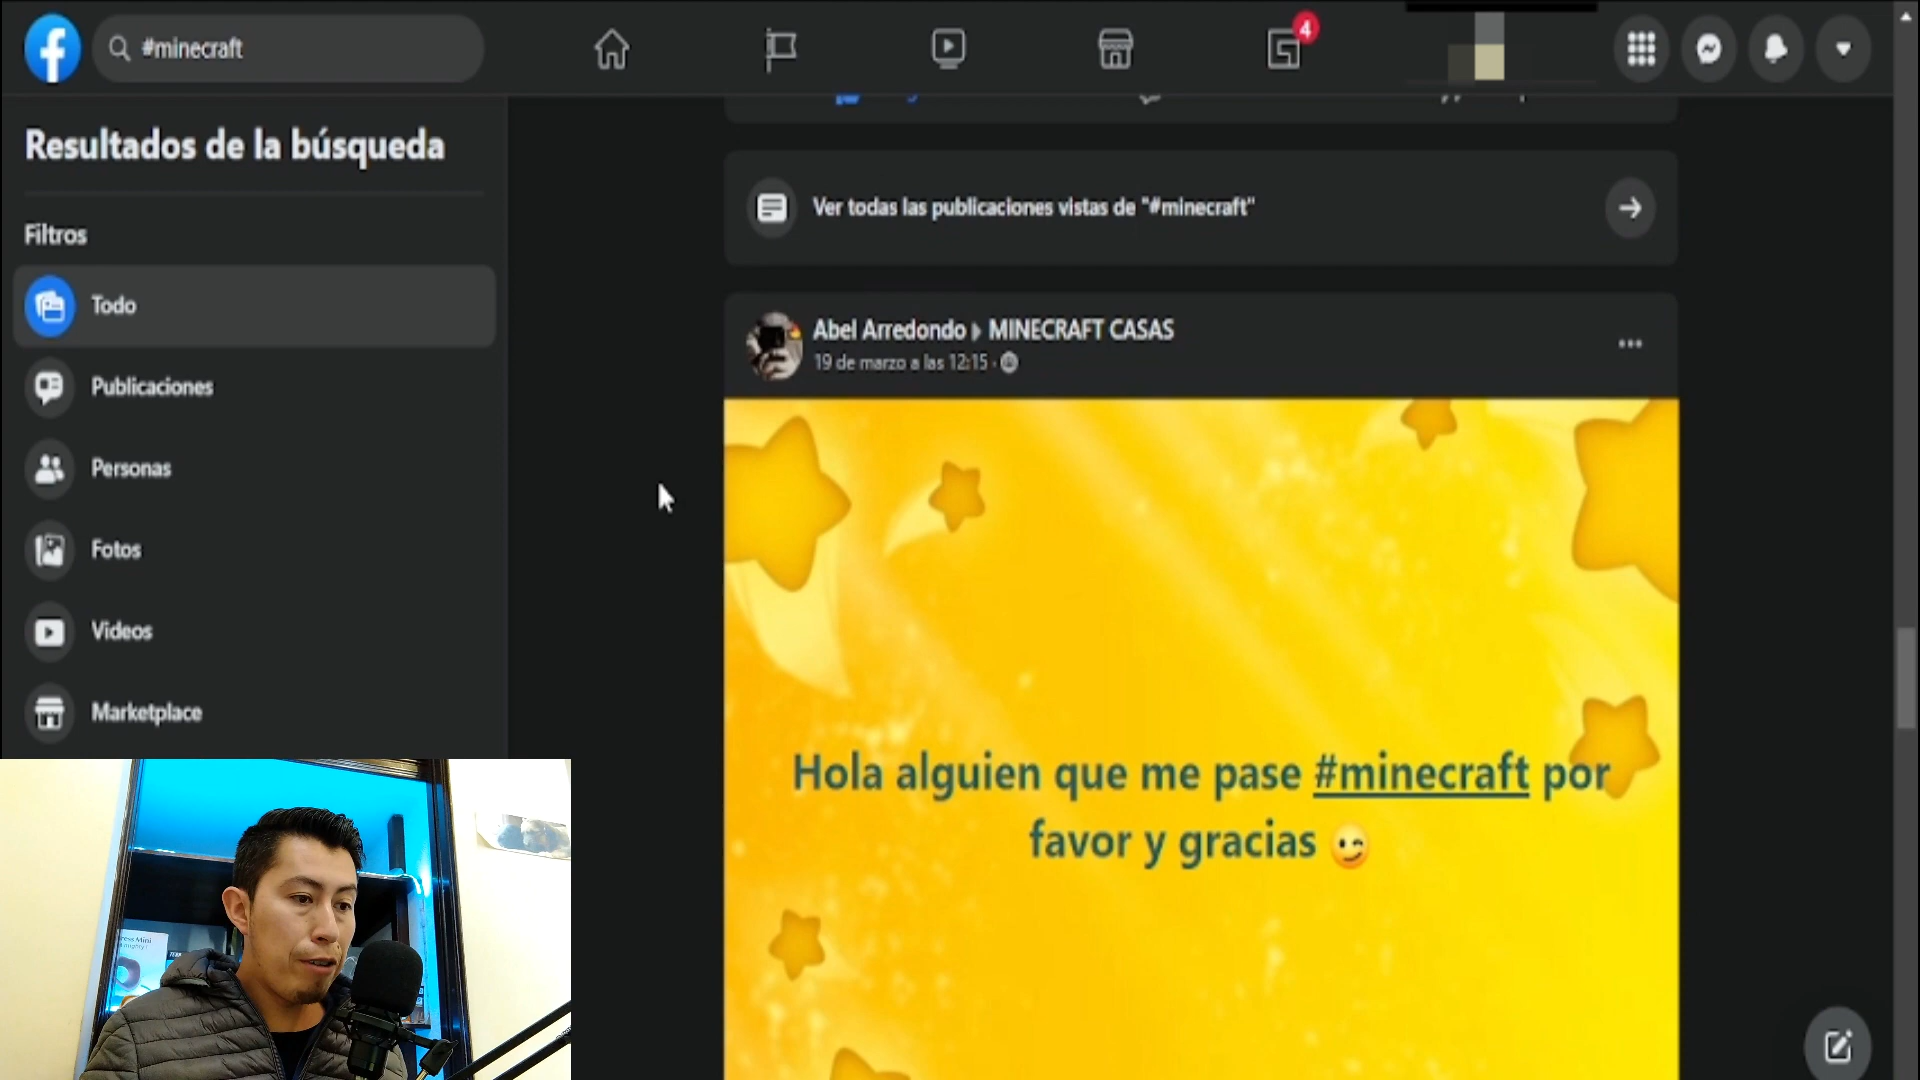 #minecraft
4
Resultados de la búsqueda
Filtros
Todo
Publicaciones
Personas
Fotos
Videos
Marketplace
Ver todas las publicaciones vistas de "#minecraft"
Abel Arredondo ▸ MINECRAFT CASAS
19 de marzo a las 12:15 ·
Hola alguien que me pase #minecraft por
favor y gracias 😉